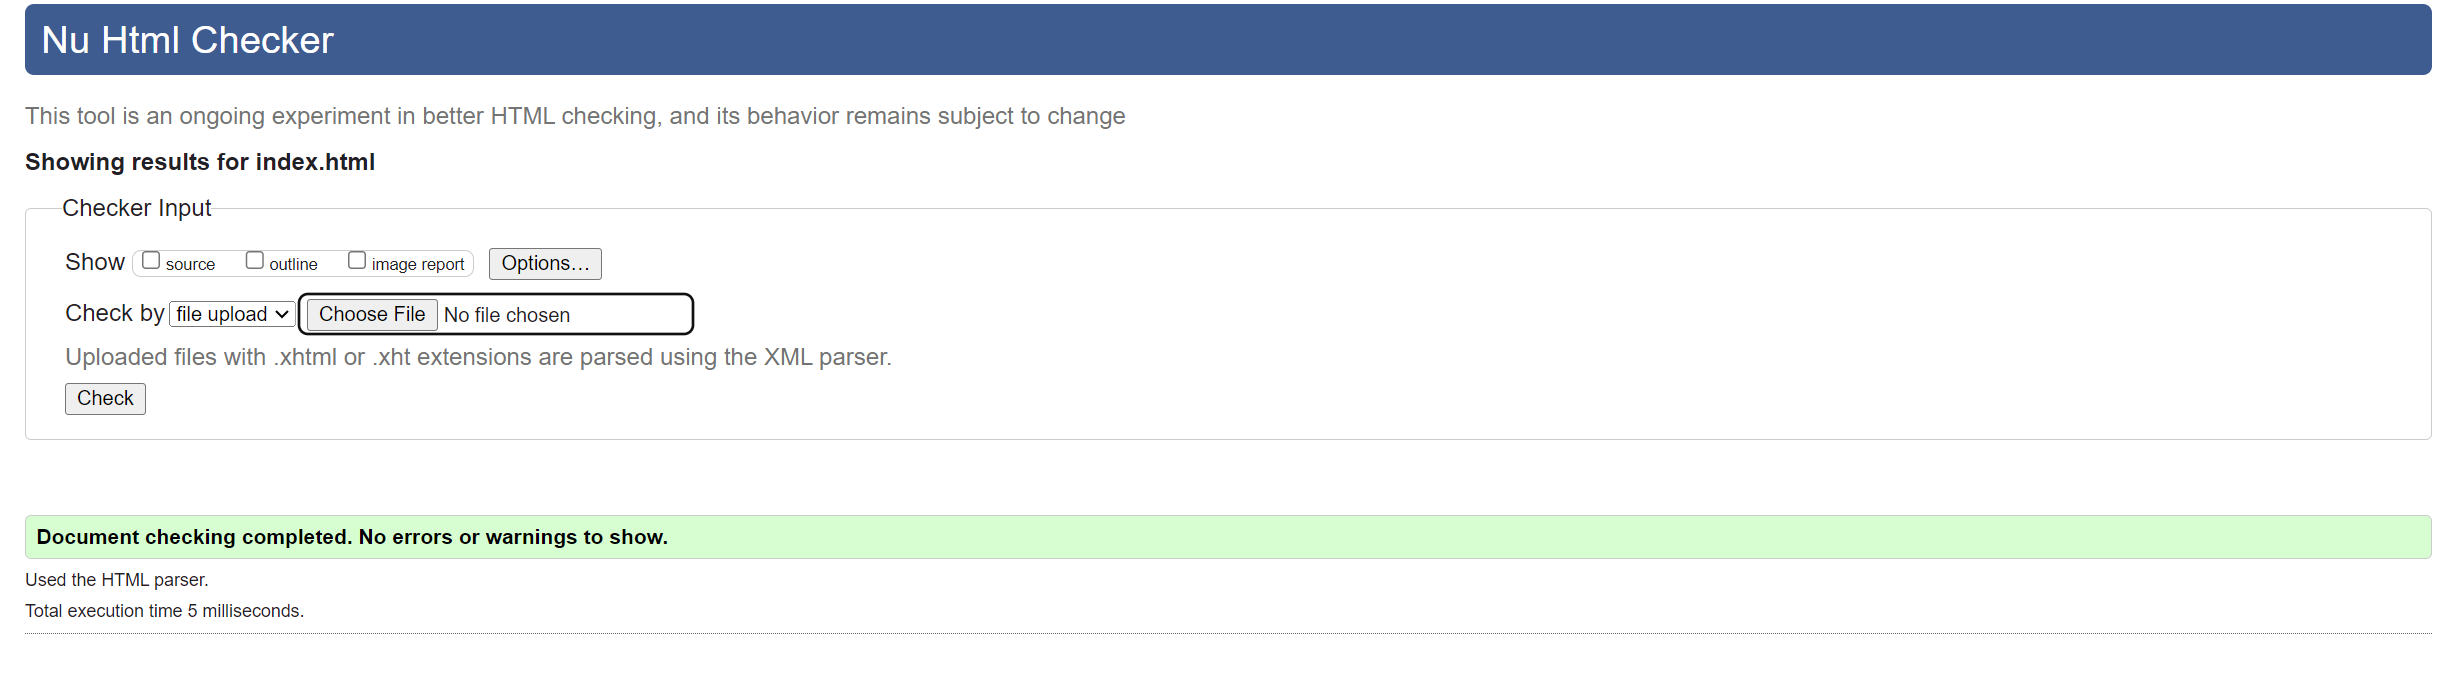 Nu Html Checker
This tool is an ongoing experiment in better HTML checking, and its behavior remains subject to change
Showing results for index.html
Checker Input
Show source outline image report Options…
Check by file upload Choose File No file chosen
Uploaded files with .xhtml or .xht extensions are parsed using the XML parser.
Check
Document checking completed. No errors or warnings to show.
Used the HTML parser.
Total execution time 5 milliseconds.